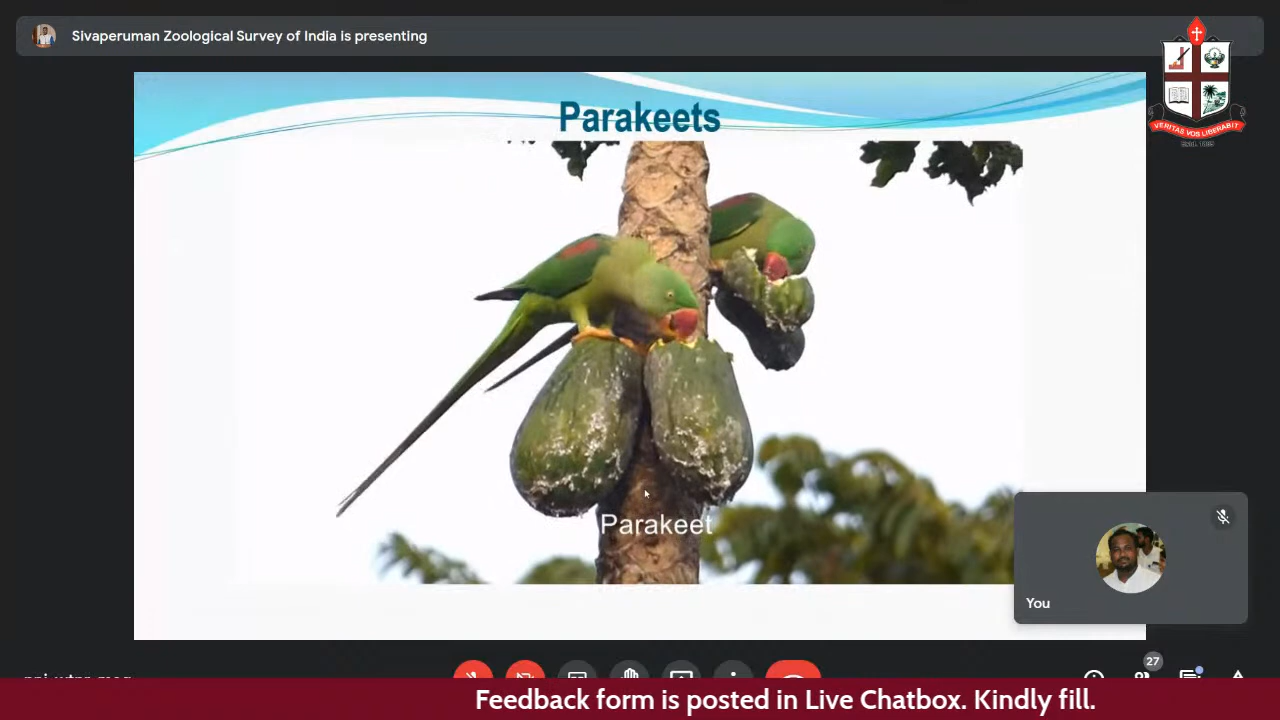 Sivaperuman Zoological Survey of India is presenting
Parakeets
VERITAS VOS LIBERABIT
Parakeet
You
27
Feedback form is posted in Live Chatbox. Kindly fill.